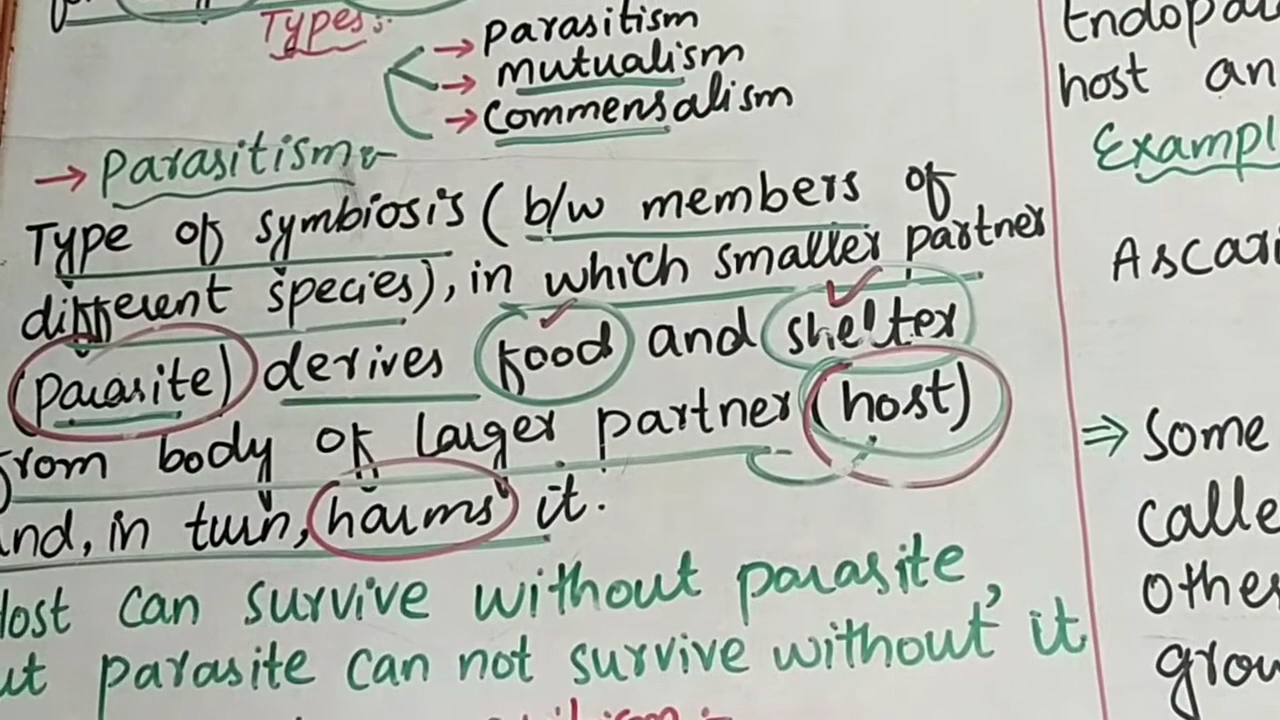 Types:
→ parasitism
→ mutualism
→ Commensalism
→ Parasitism:-
Type of symbiosis (b/w members of
different species), in which smaller partner
(parasite) derives food and shelter
from body of larger partner (host)
and, in turn, harms it.
Host can survive without parasite,
but parasite can not survive without it
host an
Exampl
Ascari
⇒ Some
calle
other
grou